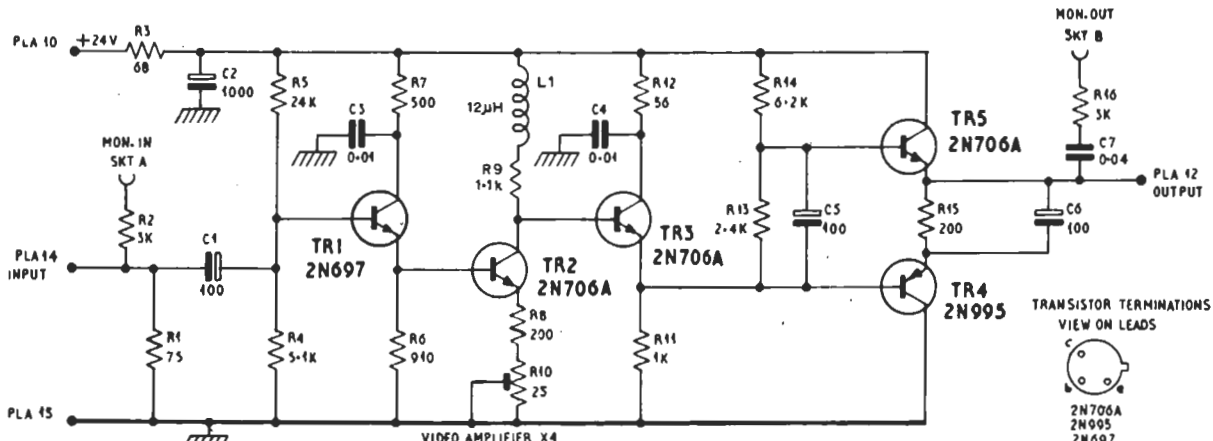 PLA 10
+24V
R3
68
C2
1000
R5
24K
R7
500
C3
0·01
12µH
L1
R9
1·1k
C4
0·01
R12
56
R14
6·2K
MON. OUT
SKT B
R16
3K
C7
0·04
TR5
2N706A
PLA 12
OUTPUT
MON. IN
SKT A
R2
3K
PLA 14
INPUT
C1
100
TR1
2N697
TR2
2N706A
TR3
2N706A
R13
2·4K
C5
100
R15
200
C6
100
TR4
2N995
R1
75
R4
5·1K
R6
910
R8
200
R10
25
R11
1K
TRANSISTOR TERMINATIONS
VIEW ON LEADS
c
b
e
2N706A
2N995
2N697
PLA 15
VIDEO AMPLIFIER X4